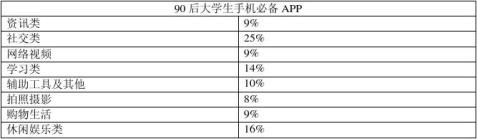 90 后大学生手机必备 APP
资讯类 9%
社交类 25%
网络视频 9%
学习类 14%
辅助工具及其他 10%
拍照摄影 8%
购物生活 9%
休闲娱乐类 16%